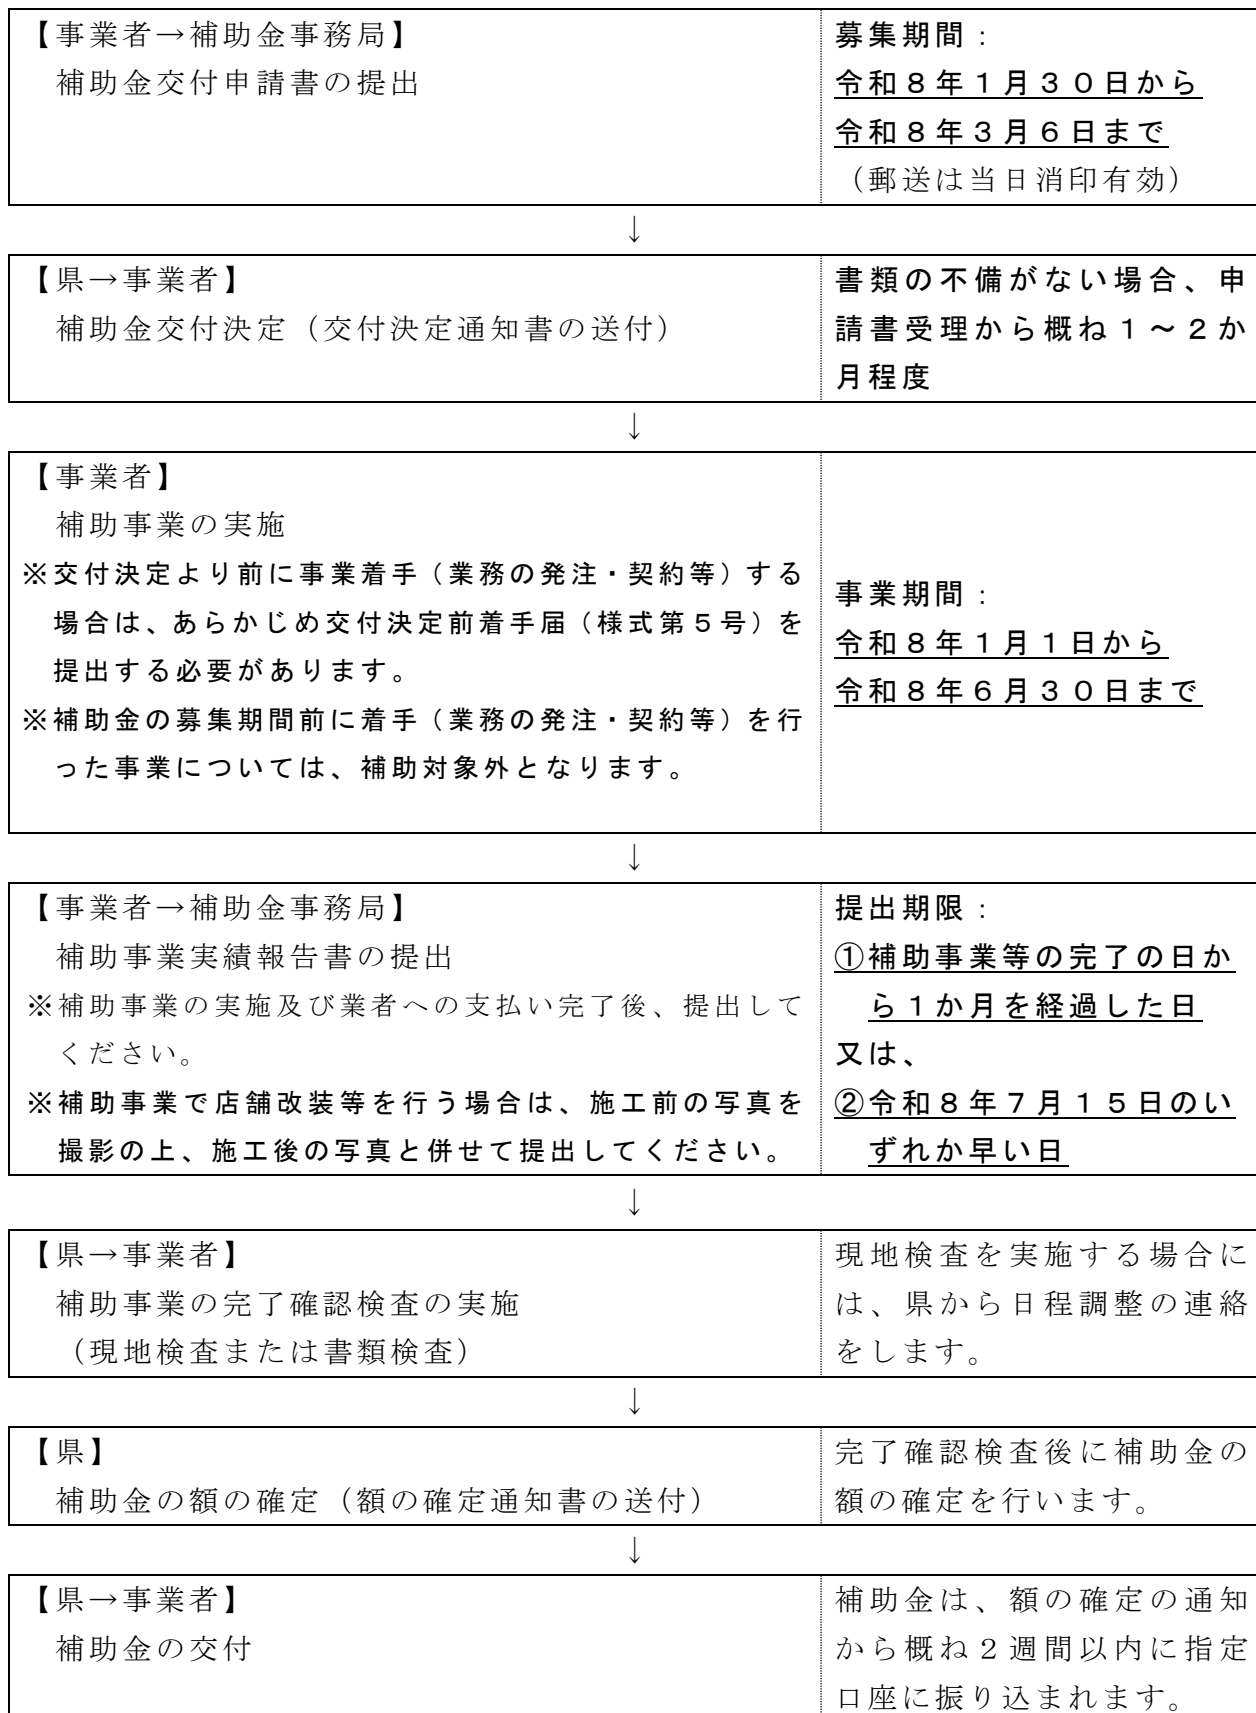 【事業者→補助金事務局】
補助金交付申請書の提出
募集期間：
令和８年１月３０日から
令和８年３月６日まで
（郵送は当日消印有効）
↓
【県→事業者】
補助金交付決定（交付決定通知書の送付）
書類の不備がない場合、申
請書受理から概ね１～２か
月程度
↓
【事業者】
補助事業の実施
※交付決定より前に事業着手（業務の発注・契約等）する
場合は、あらかじめ交付決定前着手届（様式第５号）を
提出する必要があります。
※補助金の募集期間前に着手（業務の発注・契約等）を行
った事業については、補助対象外となります。
事業期間：
令和８年１月１日から
令和８年６月３０日まで
↓
【事業者→補助金事務局】
補助事業実績報告書の提出
※補助事業の実施及び業者への支払い完了後、提出して
ください。
※補助事業で店舗改装等を行う場合は、施工前の写真を
撮影の上、施工後の写真と併せて提出してください。
提出期限：
①補助事業等の完了の日か
ら１か月を経過した日
又は、
②令和８年７月１５日のい
ずれか早い日
↓
【県→事業者】
補助事業の完了確認検査の実施
（現地検査または書類検査）
現地検査を実施する場合に
は、県から日程調整の連絡
をします。
↓
【県】
補助金の額の確定（額の確定通知書の送付）
完了確認検査後に補助金の
額の確定を行います。
↓
【県→事業者】
補助金の交付
補助金は、額の確定の通知
から概ね２週間以内に指定
口座に振り込まれます。